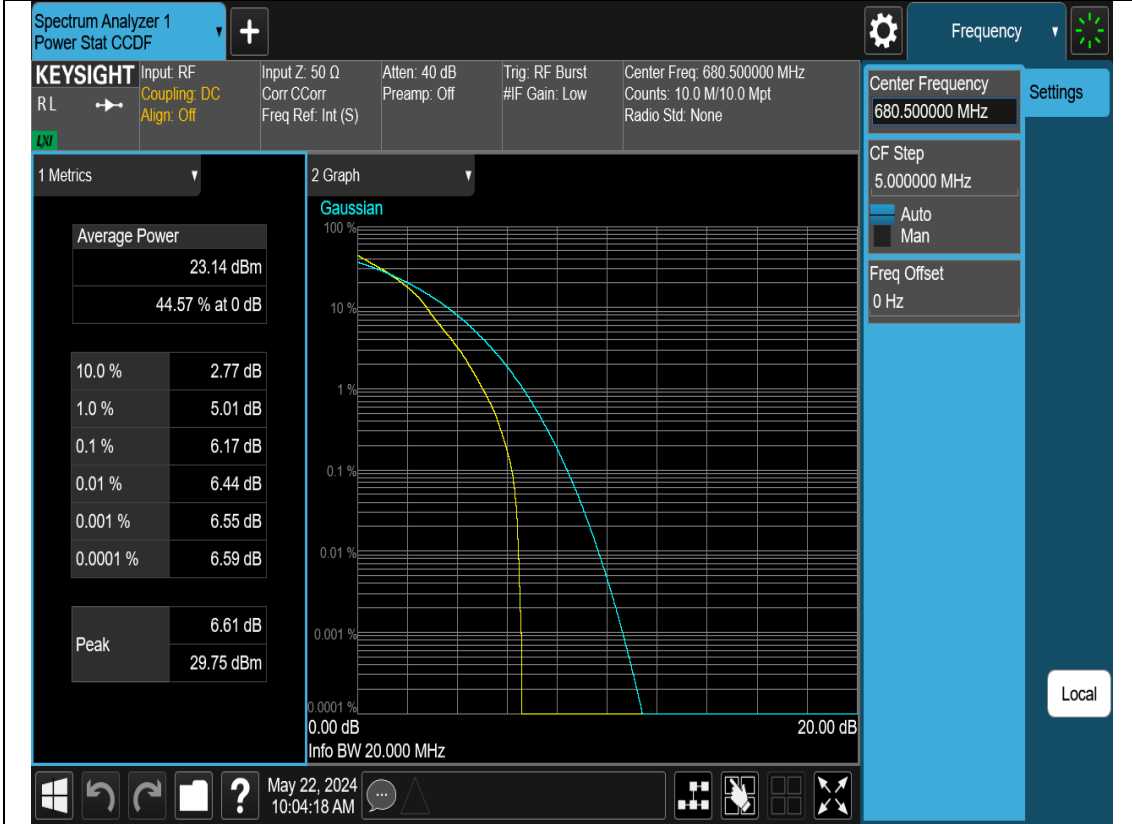 Spectrum Analyzer 1
Power Stat CCDF
Frequency
KEYSIGHT
RL
LXI
Input: RF
Coupling: DC
Align: Off
Input Z: 50 Ω
Corr CCorr
Freq Ref: Int (S)
Atten: 40 dB
Preamp: Off
Trig: RF Burst
#IF Gain: Low
Center Freq: 680.500000 MHz
Counts: 10.0 M/10.0 Mpt
Radio Std: None
Center Frequency
680.500000 MHz
Settings
CF Step
5.000000 MHz
Auto
Man
Freq Offset
0 Hz
1 Metrics
Average Power
23.14 dBm
44.57 % at 0 dB
10.0 % 2.77 dB
1.0 % 5.01 dB
0.1 % 6.17 dB
0.01 % 6.44 dB
0.001 % 6.55 dB
0.0001 % 6.59 dB
Peak
6.61 dB
29.75 dBm
2 Graph
Gaussian
100 %
10 %
1 %
0.1 %
0.01 %
0.001 %
0.0001 %
0.00 dB 20.00 dB
Info BW 20.000 MHz
Local
?
May 22, 2024
10:04:18 AM